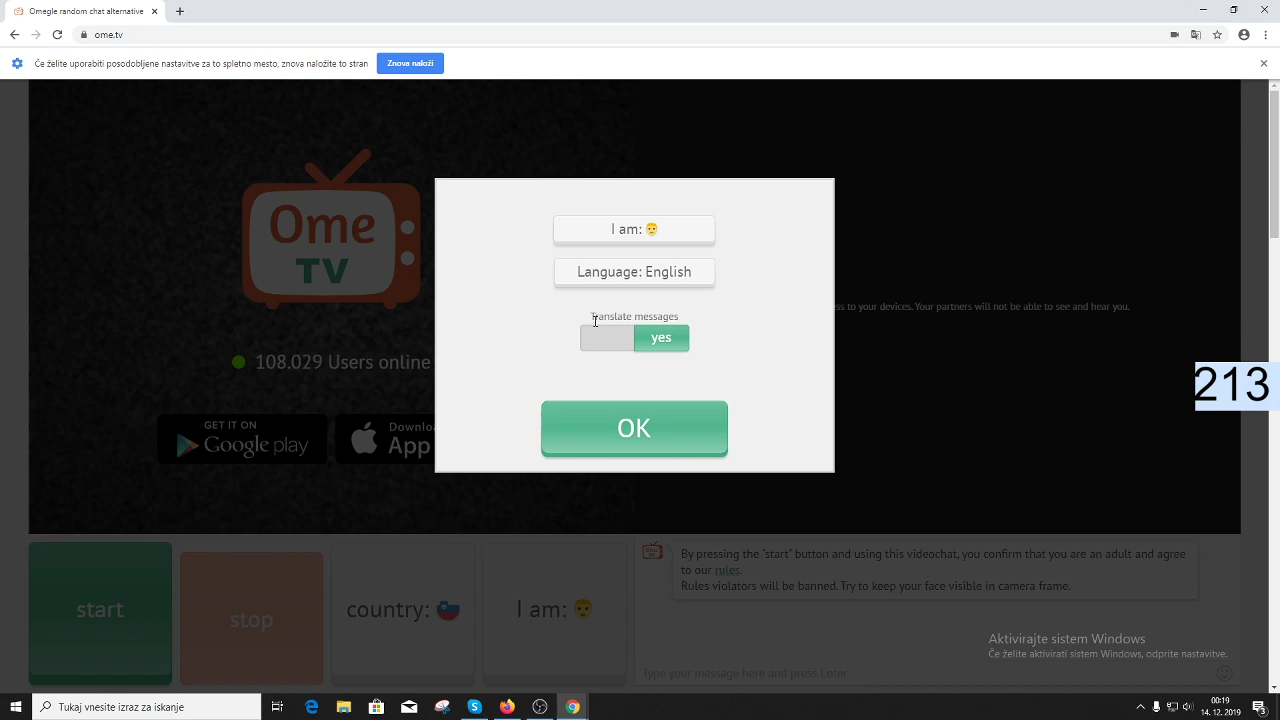 Omegle random chat alternative
ome.tv
Če želite uporabiti posodobljene nastavitve za to spletno mesto, znova naložite to stran
Znova naloži
Ome
TV
108.029 Users online
GET IT ON
Google play
App
I am:
Language: English
Translate messages
yes
OK
ess to your devices. Your partners will not be able to see and hear you.
213
start
stop
country:
I am:
Ome
TV
By pressing the "start" button and using this videochat, you confirm that you are an adult and agree
to our rules.
Rules violators will be banned. Try to keep your face visible in camera frame.
Aktivirajte sistem Windows
Če želite aktivirati sistem Windows, odprite nastavitve.
Type your message here and press Enter
Tukaj vnesite izraz za iskanje
00:19
14. 12. 2019